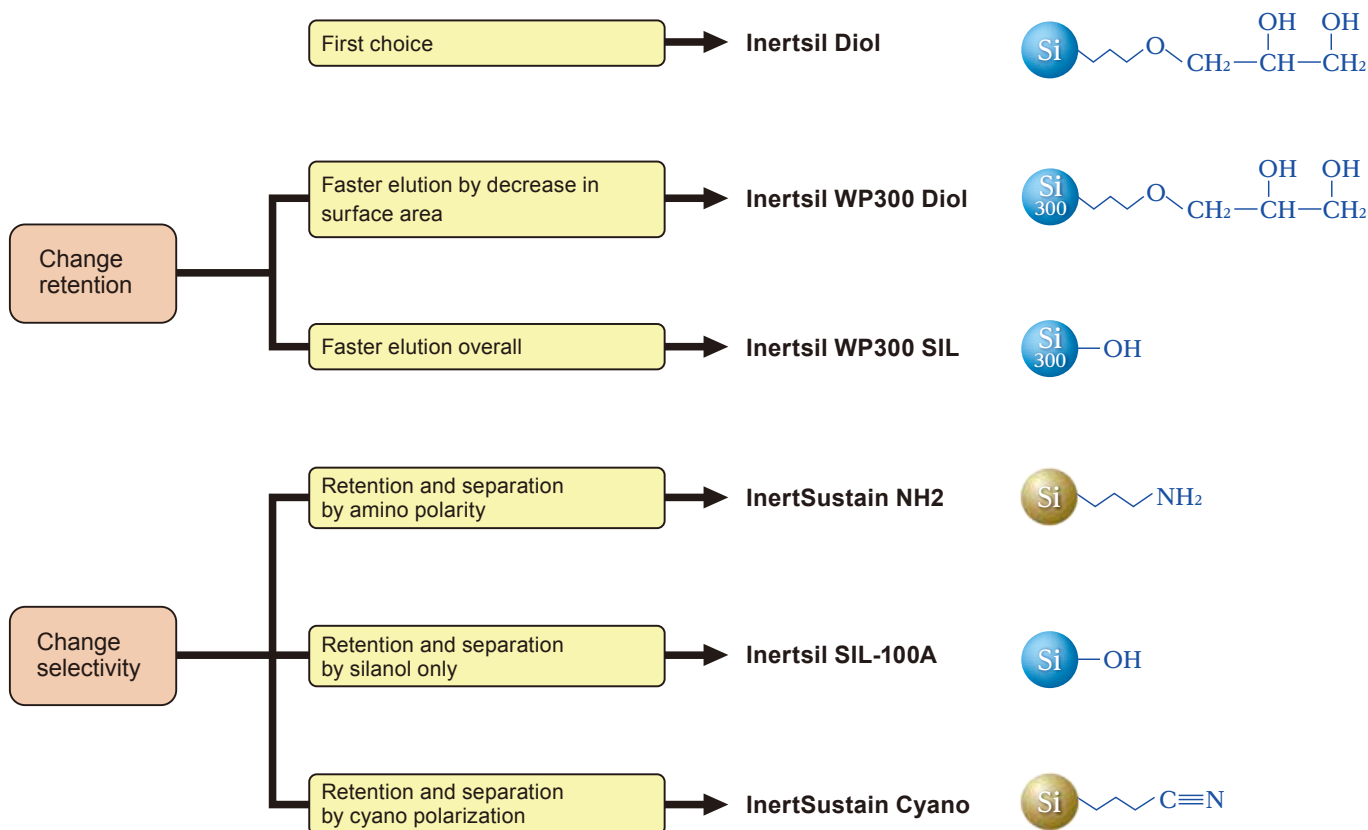 First choice
Inertsil Diol
Si
O
CH₂—CH—CH₂
OH
OH
Change
retention
Faster elution by decrease in
surface area
Inertsil WP300 Diol
Si
300
O
CH₂—CH—CH₂
OH
OH
Faster elution overall
Inertsil WP300 SIL
Si
300
OH
Change
selectivity
Retention and separation
by amino polarity
InertSustain NH2
Si
NH₂
Retention and separation
by silanol only
Inertsil SIL-100A
Si
OH
Retention and separation
by cyano polarization
InertSustain Cyano
Si
C≡N